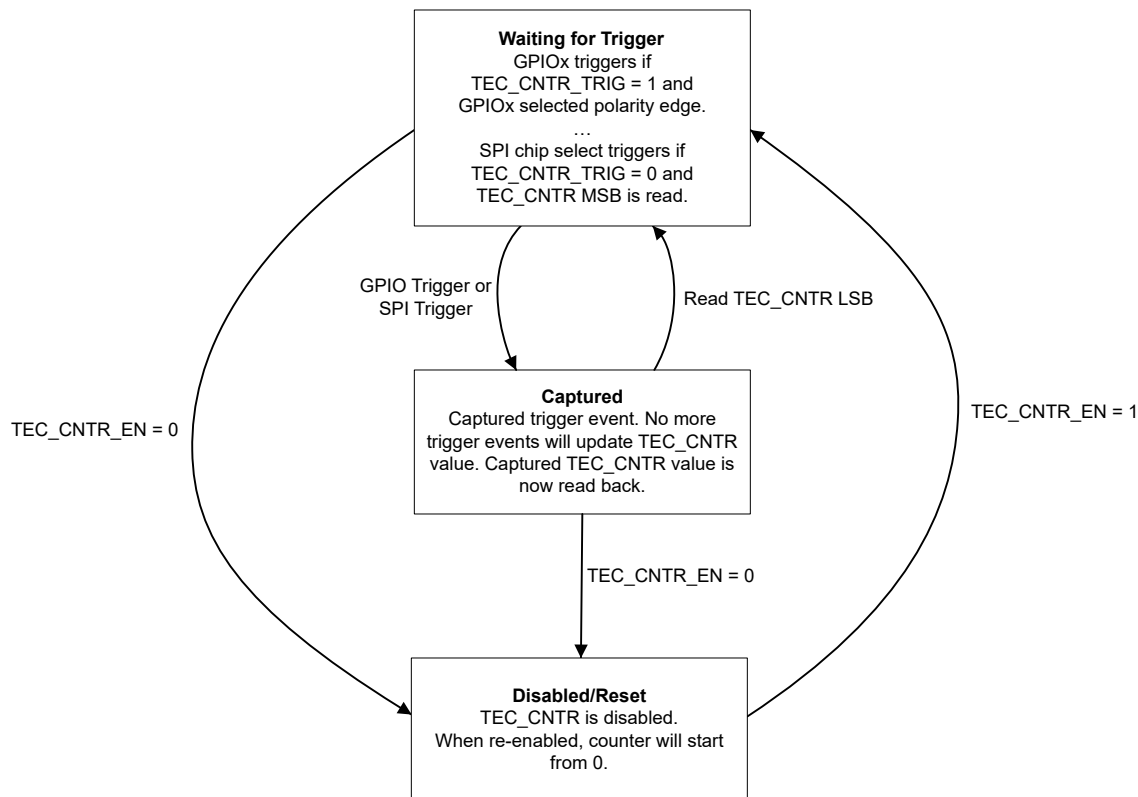 Waiting for Trigger
GPIOx triggers if
TEC_CNTR_TRIG = 1 and
GPIOx selected polarity edge.
...
SPI chip select triggers if
TEC_CNTR_TRIG = 0 and
TEC_CNTR MSB is read.
GPIO Trigger or
SPI Trigger
Read TEC_CNTR LSB
Captured
Captured trigger event. No more
trigger events will update TEC_CNTR
value. Captured TEC_CNTR value is
now read back.
TEC_CNTR_EN = 0
TEC_CNTR_EN = 1
TEC_CNTR_EN = 0
Disabled/Reset
TEC_CNTR is disabled.
When re-enabled, counter will start
from 0.